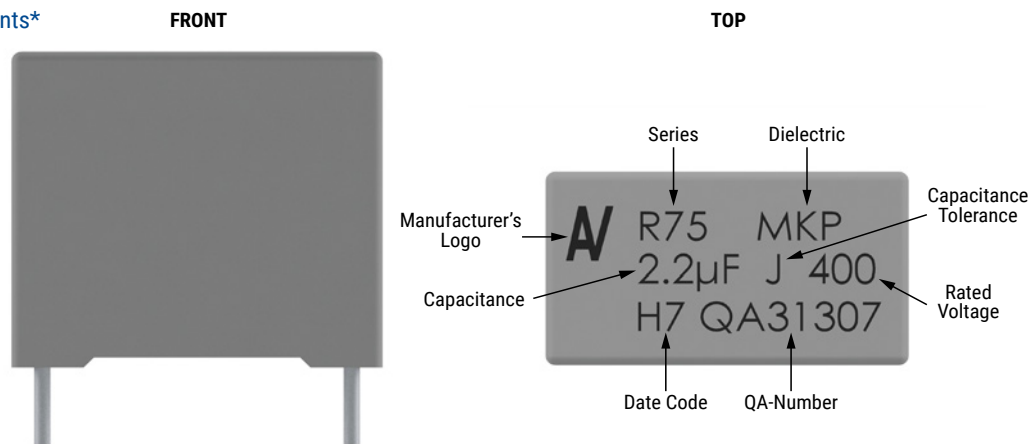 nts*
FRONT
TOP
Series
Dielectric
Capacitance
Tolerance
Manufacturer's
Logo
R75 MKP
2.2µF J 400
H7 QA31307
Capacitance
Rated
Voltage
Date Code
QA-Number